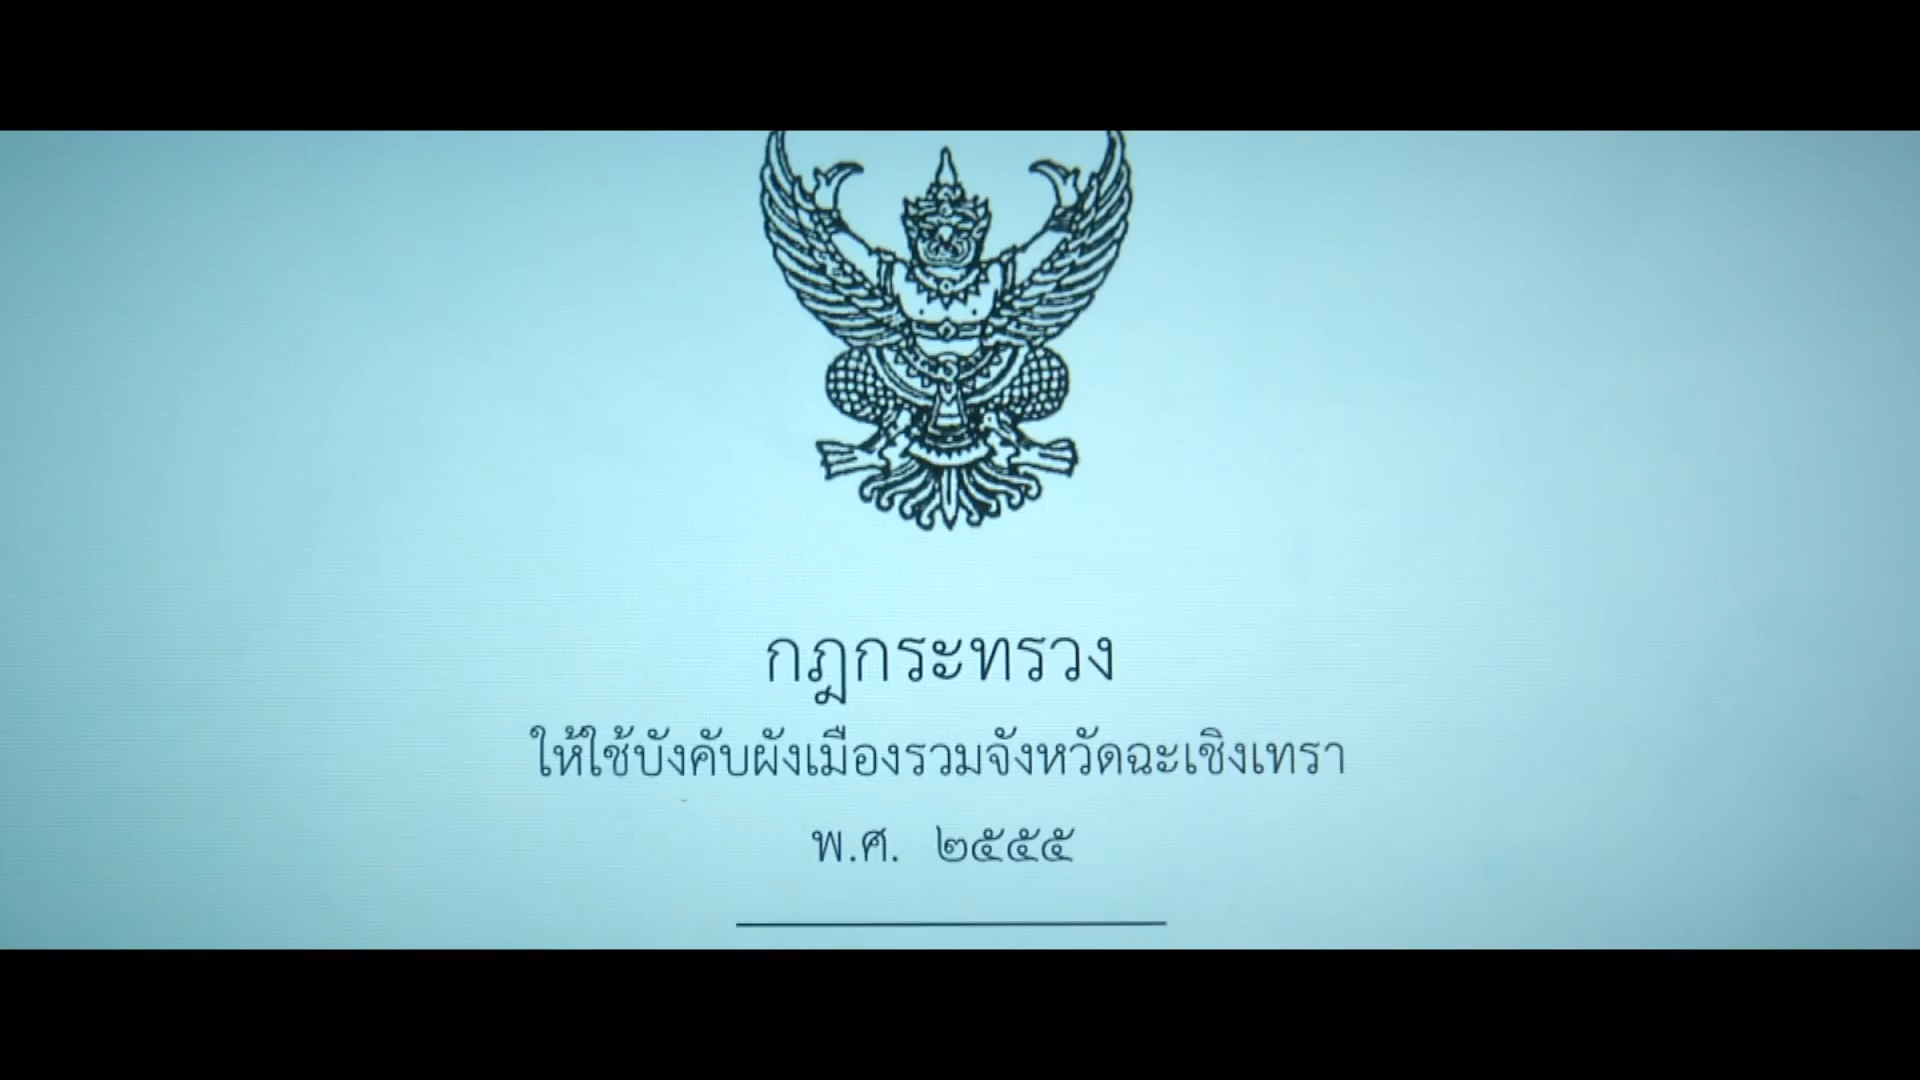 กฎกระทรวง
ให้ใช้บังคับผังเมืองรวมจังหวัดฉะเชิงเทรา
พ.ศ. ๒๕๕๕